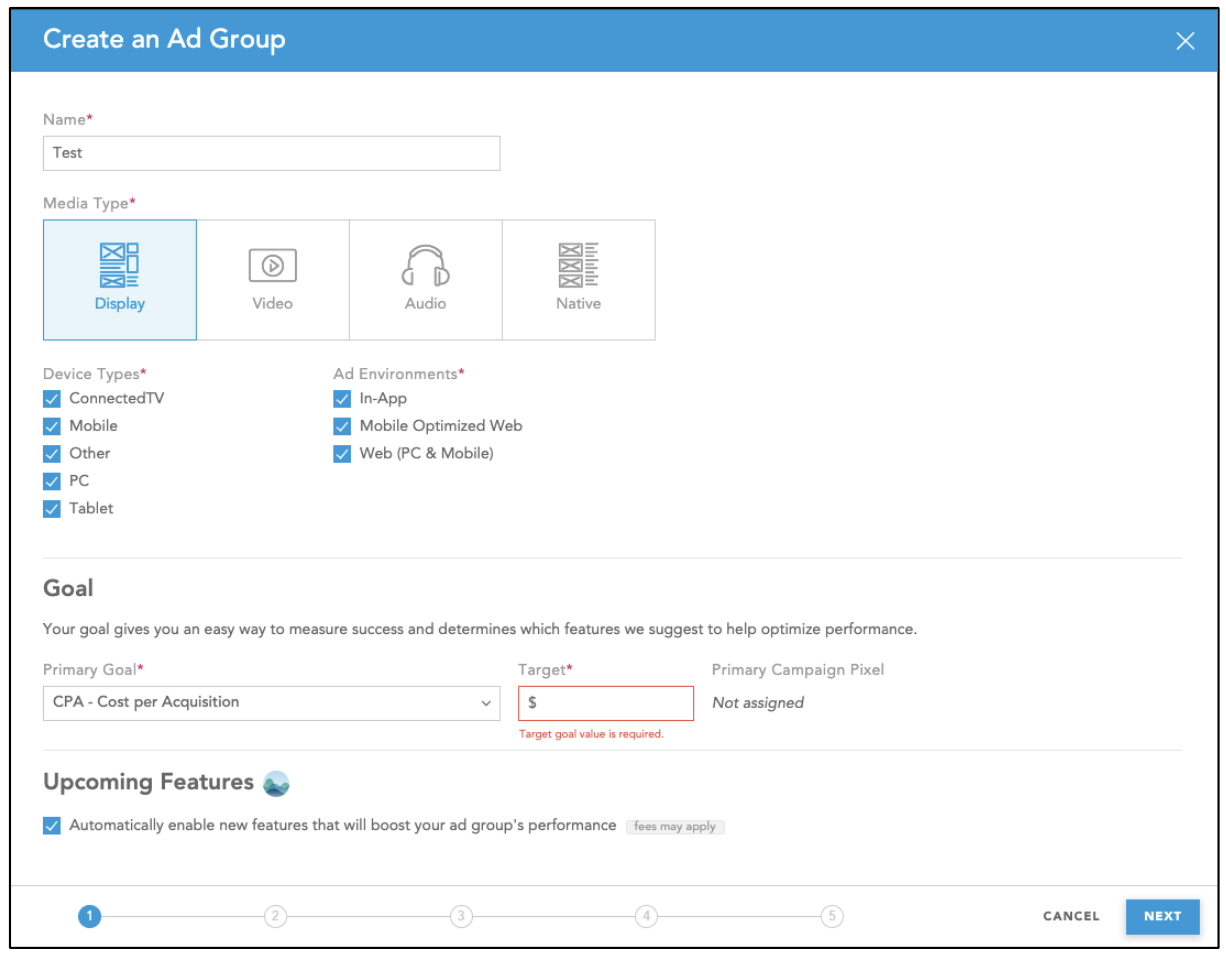 Create an Ad Group
Name*
Test
Media Type*
Display
Video
Audio
Native
Device Types*
ConnectedTV
Mobile
Other
PC
Tablet
Ad Environments*
In-App
Mobile Optimized Web
Web (PC & Mobile)
Goal
Your goal gives you an easy way to measure success and determines which features we suggest to help optimize performance.
Primary Goal*
CPA - Cost per Acquisition
Target*
$
Target goal value is required.
Primary Campaign Pixel
Not assigned
Upcoming Features
Automatically enable new features that will boost your ad group's performance fees may apply
1 2 3 4 5
CANCEL NEXT